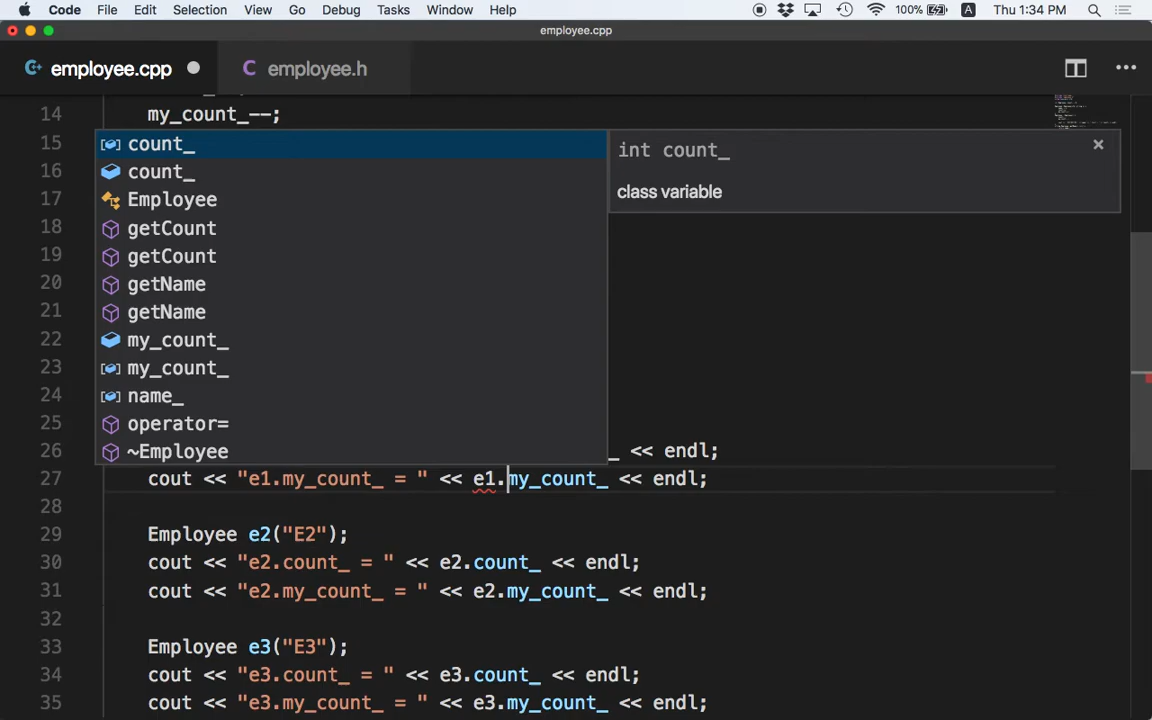 Code File Edit Selection View Go Debug Tasks Window Help 100% A Thu 1:34 PM
employee.cpp
employee.cpp C employee.h
14 my_count_--;
15 count_ int count_
16 count_
17 Employee class variable
18 getCount
19 getCount
20 getName
21 getName
22 my_count_
23 my_count_
24 name_
25 operator=
26 ~Employee _ << endl;
27 cout << "e1.my_count_ = " << e1.my_count_ << endl;
28
29 Employee e2("E2");
30 cout << "e2.count_ = " << e2.count_ << endl;
31 cout << "e2.my_count_ = " << e2.my_count_ << endl;
32
33 Employee e3("E3");
34 cout << "e3.count_ = " << e3.count_ << endl;
35 cout << "e3.my_count_ = " << e3.my_count_ << endl;